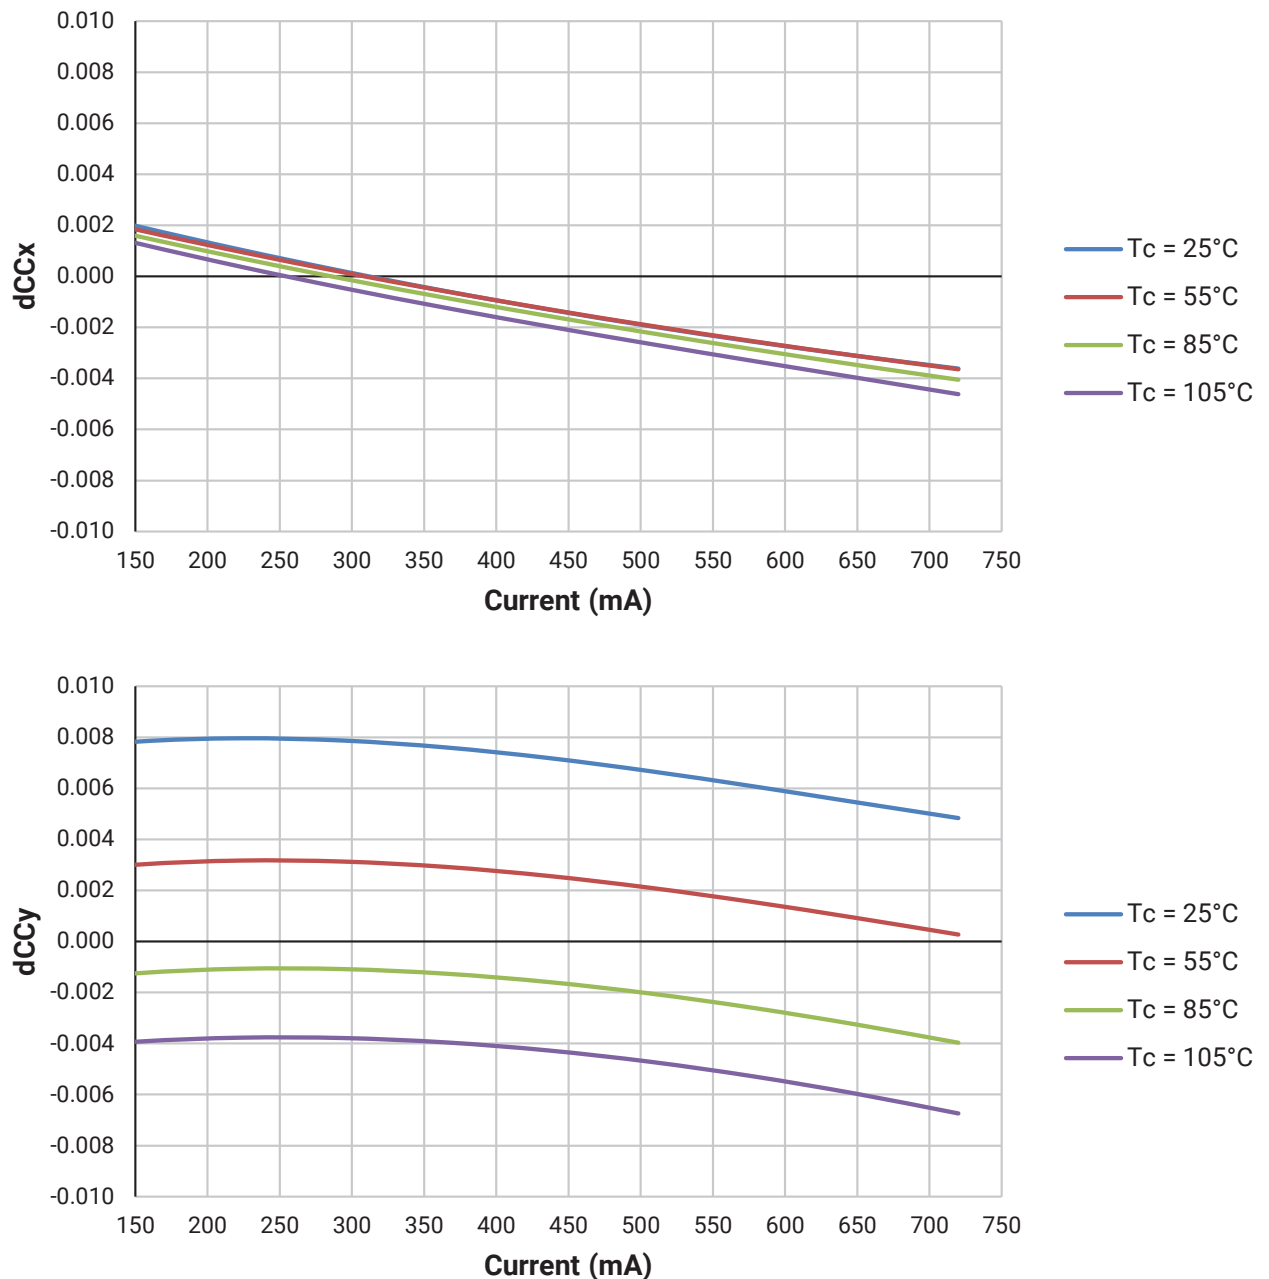 0.010
0.008
0.006
0.004
0.002
0.000
-0.002
-0.004
-0.006
-0.008
-0.010
dCCx
150 200 250 300 350 400 450 500 550 600 650 700 750
Current (mA)
Tc = 25°C
Tc = 55°C
Tc = 85°C
Tc = 105°C
0.010
0.008
0.006
0.004
0.002
0.000
-0.002
-0.004
-0.006
-0.008
-0.010
dCCy
150 200 250 300 350 400 450 500 550 600 650 700 750
Current (mA)
Tc = 25°C
Tc = 55°C
Tc = 85°C
Tc = 105°C